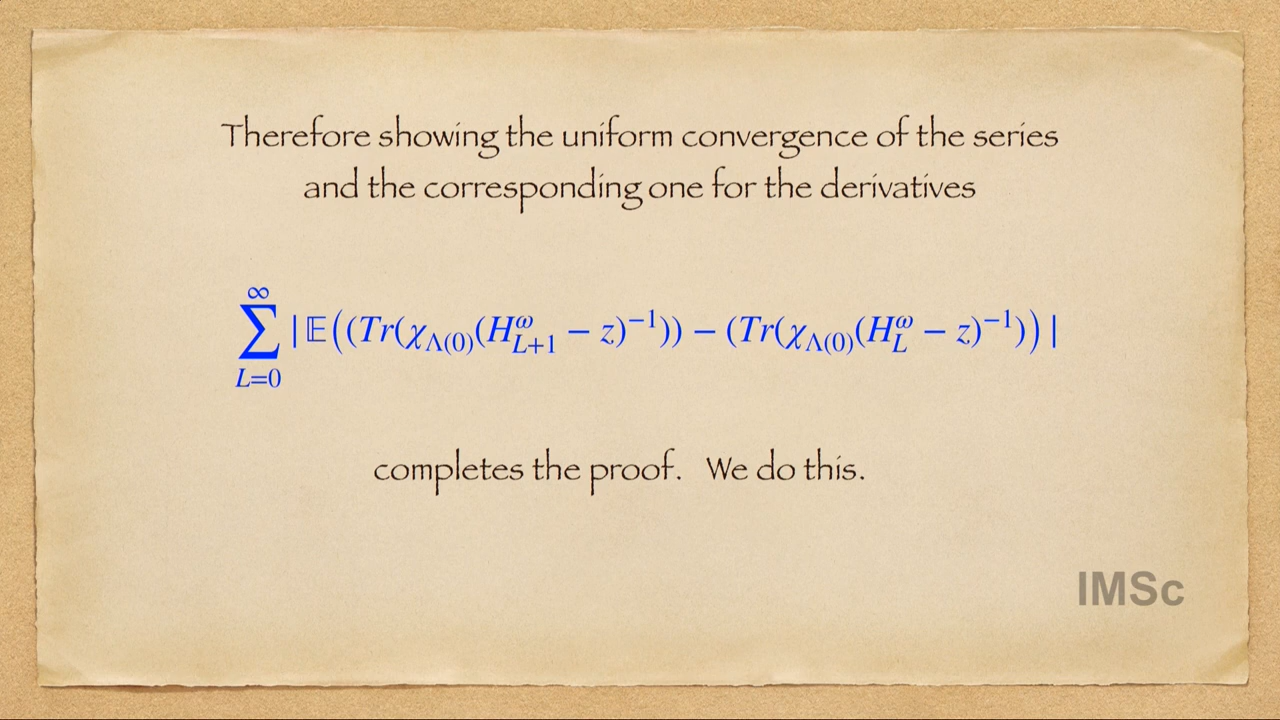 Therefore showing the uniform convergence of the series
and the corresponding one for the derivatives
∞
∑ | 𝔼((Tr(χ_{Λ(0)}(H^ω_{L+1} − z)^{−1})) − (Tr(χ_{Λ(0)}(H^ω_L − z)^{−1})) |
L=0
completes the proof. We do this.
IMSc